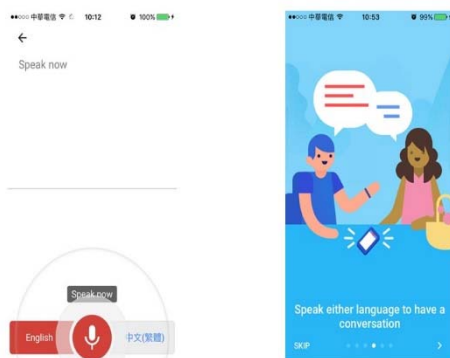 中華電信 10:12 100%
Speak now
Speak now
English 中文(繁體)
中華電信 10:53 99%
Speak either language to have a
conversation
SKIP